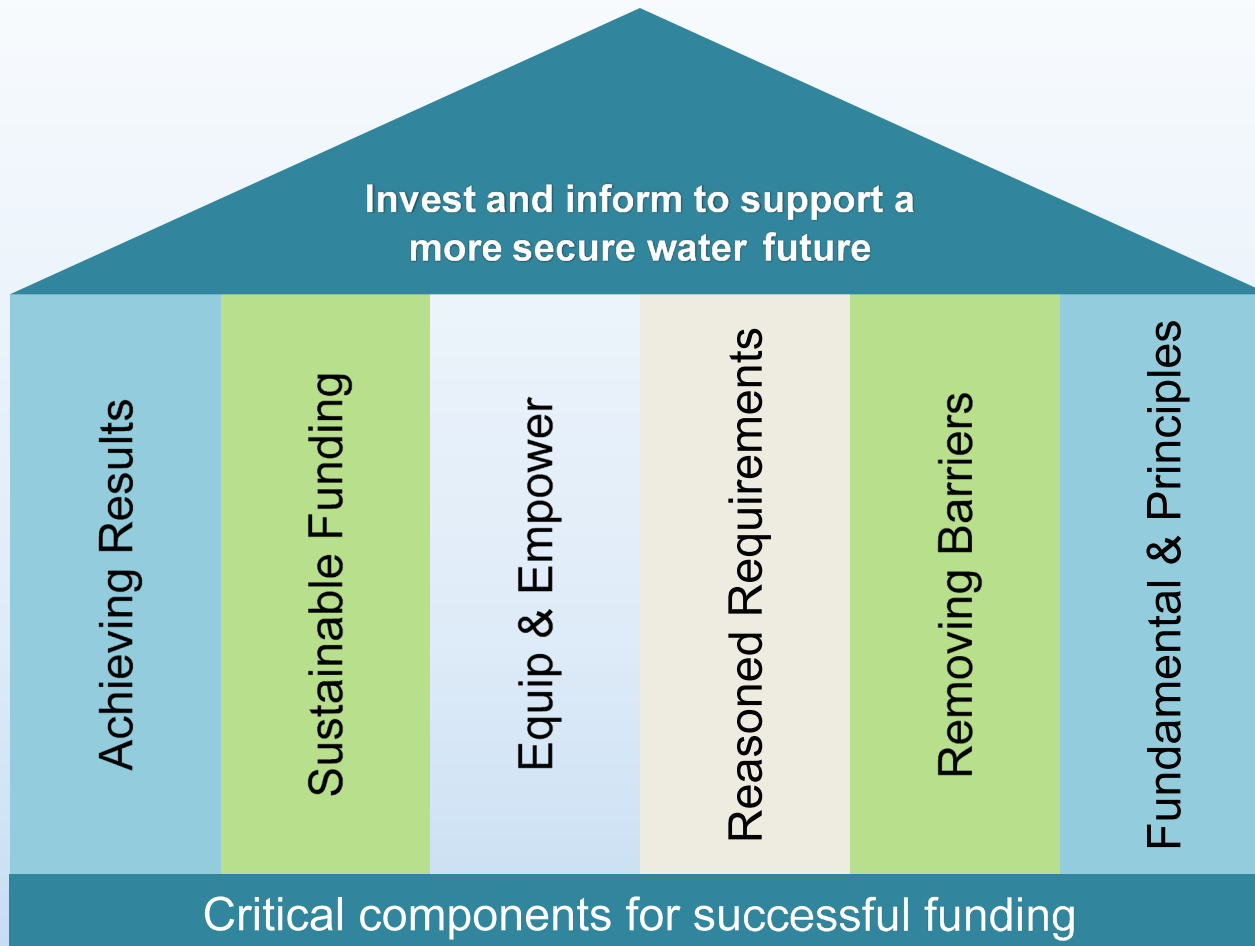 Invest and inform to support a
more secure water future
Achieving Results
Sustainable Funding
Equip & Empower
Reasoned Requirements
Removing Barriers
Fundamental & Principles
Critical components for successful funding